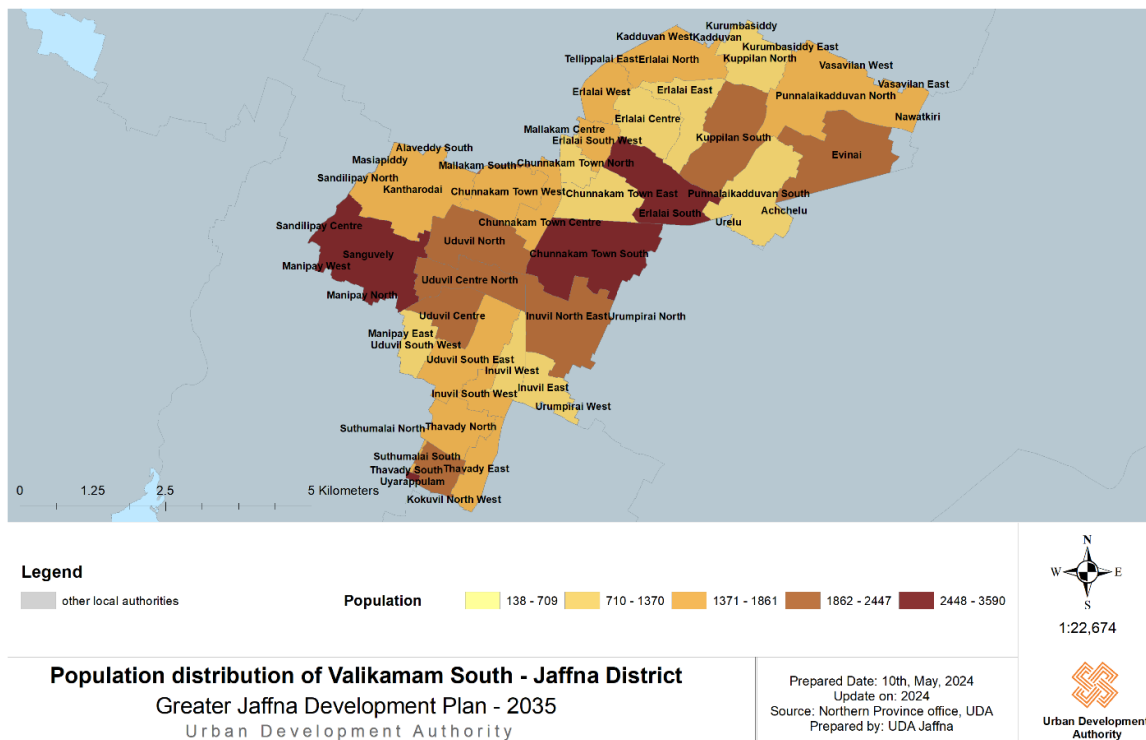 Kurumbasiddy
Kadduvan West
Kadduvan
Kurumbasiddy East
Tellippalai East
Erlalai North
Kuppilan North
Vasavilan West
Vasavilan East
Erlalai West
Erlalai East
Punnalaikadduvan North
Nawatkiri
Erlalai Centre
Mallakam Centre
Erlalai South West
Kuppilan South
Evinai
Alaveddy South
Masiapiddy
Mallakam South
Chunnakam Town North
Sandilipay North
Kantharodai
Chunnakam Town West
Chunnakam Town East
Punnalaikadduvan South
Achchelu
Erlalai South
Urelu
Sandilipay Centre
Chunnakam Town Centre
Uduvil North
Sanguvely
Chunnakam Town South
Manipay West
Uduvil Centre North
Manipay North
Uduvil Centre
Inuvil North East
Urumpirai North
Manipay East
Uduvil South West
Uduvil South East
Inuvil West
Inuvil East
Inuvil South West
Urumpirai West
Suthumalai North
Thavady North
Suthumalai South
Thavady South
Thavady East
Uyarappulam
Kokuvil North West
0 1.25 2.5 5 Kilometers
Legend
other local authorities
Population
138 - 709
710 - 1370
1371 - 1861
1862 - 2447
2448 - 3590
N
W E
S
1:22,674
Population distribution of Valikamam South - Jaffna District
Greater Jaffna Development Plan - 2035
Urban Development Authority
Prepared Date: 10th, May, 2024
Update on: 2024
Source: Northern Province office, UDA
Prepared by: UDA Jaffna
Urban Development
Authority